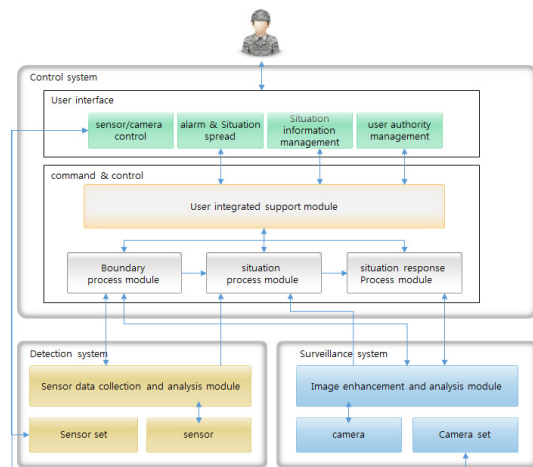 Control system
User interface
sensor/camera
control
alarm & Situation
spread
Situation
information
management
user authority
management
command & control
User integrated support module
Boundary
process module
situation
process module
situation response
Process module
Detection system
Sensor data collection and analysis module
Sensor set
sensor
Surveillance system
Image enhancement and analysis module
camera
Camera set